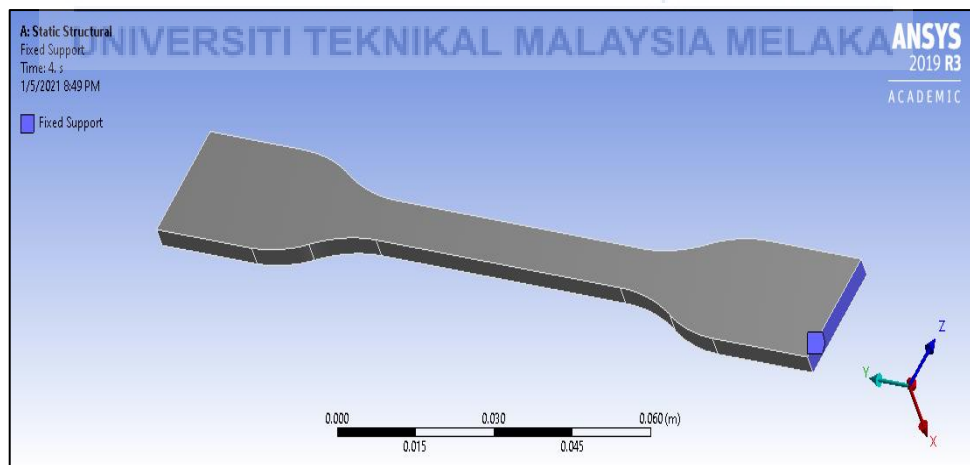 A: Static Structural
Fixed Support
Time: 4. s
1/5/2021 8:49 PM
Fixed Support
UNIVERSITI TEKNIKAL MALAYSIA MELAKA
ANSYS
2019 R3
ACADEMIC
Z
Y
X
0.000 0.030 0.060 (m)
0.015 0.045